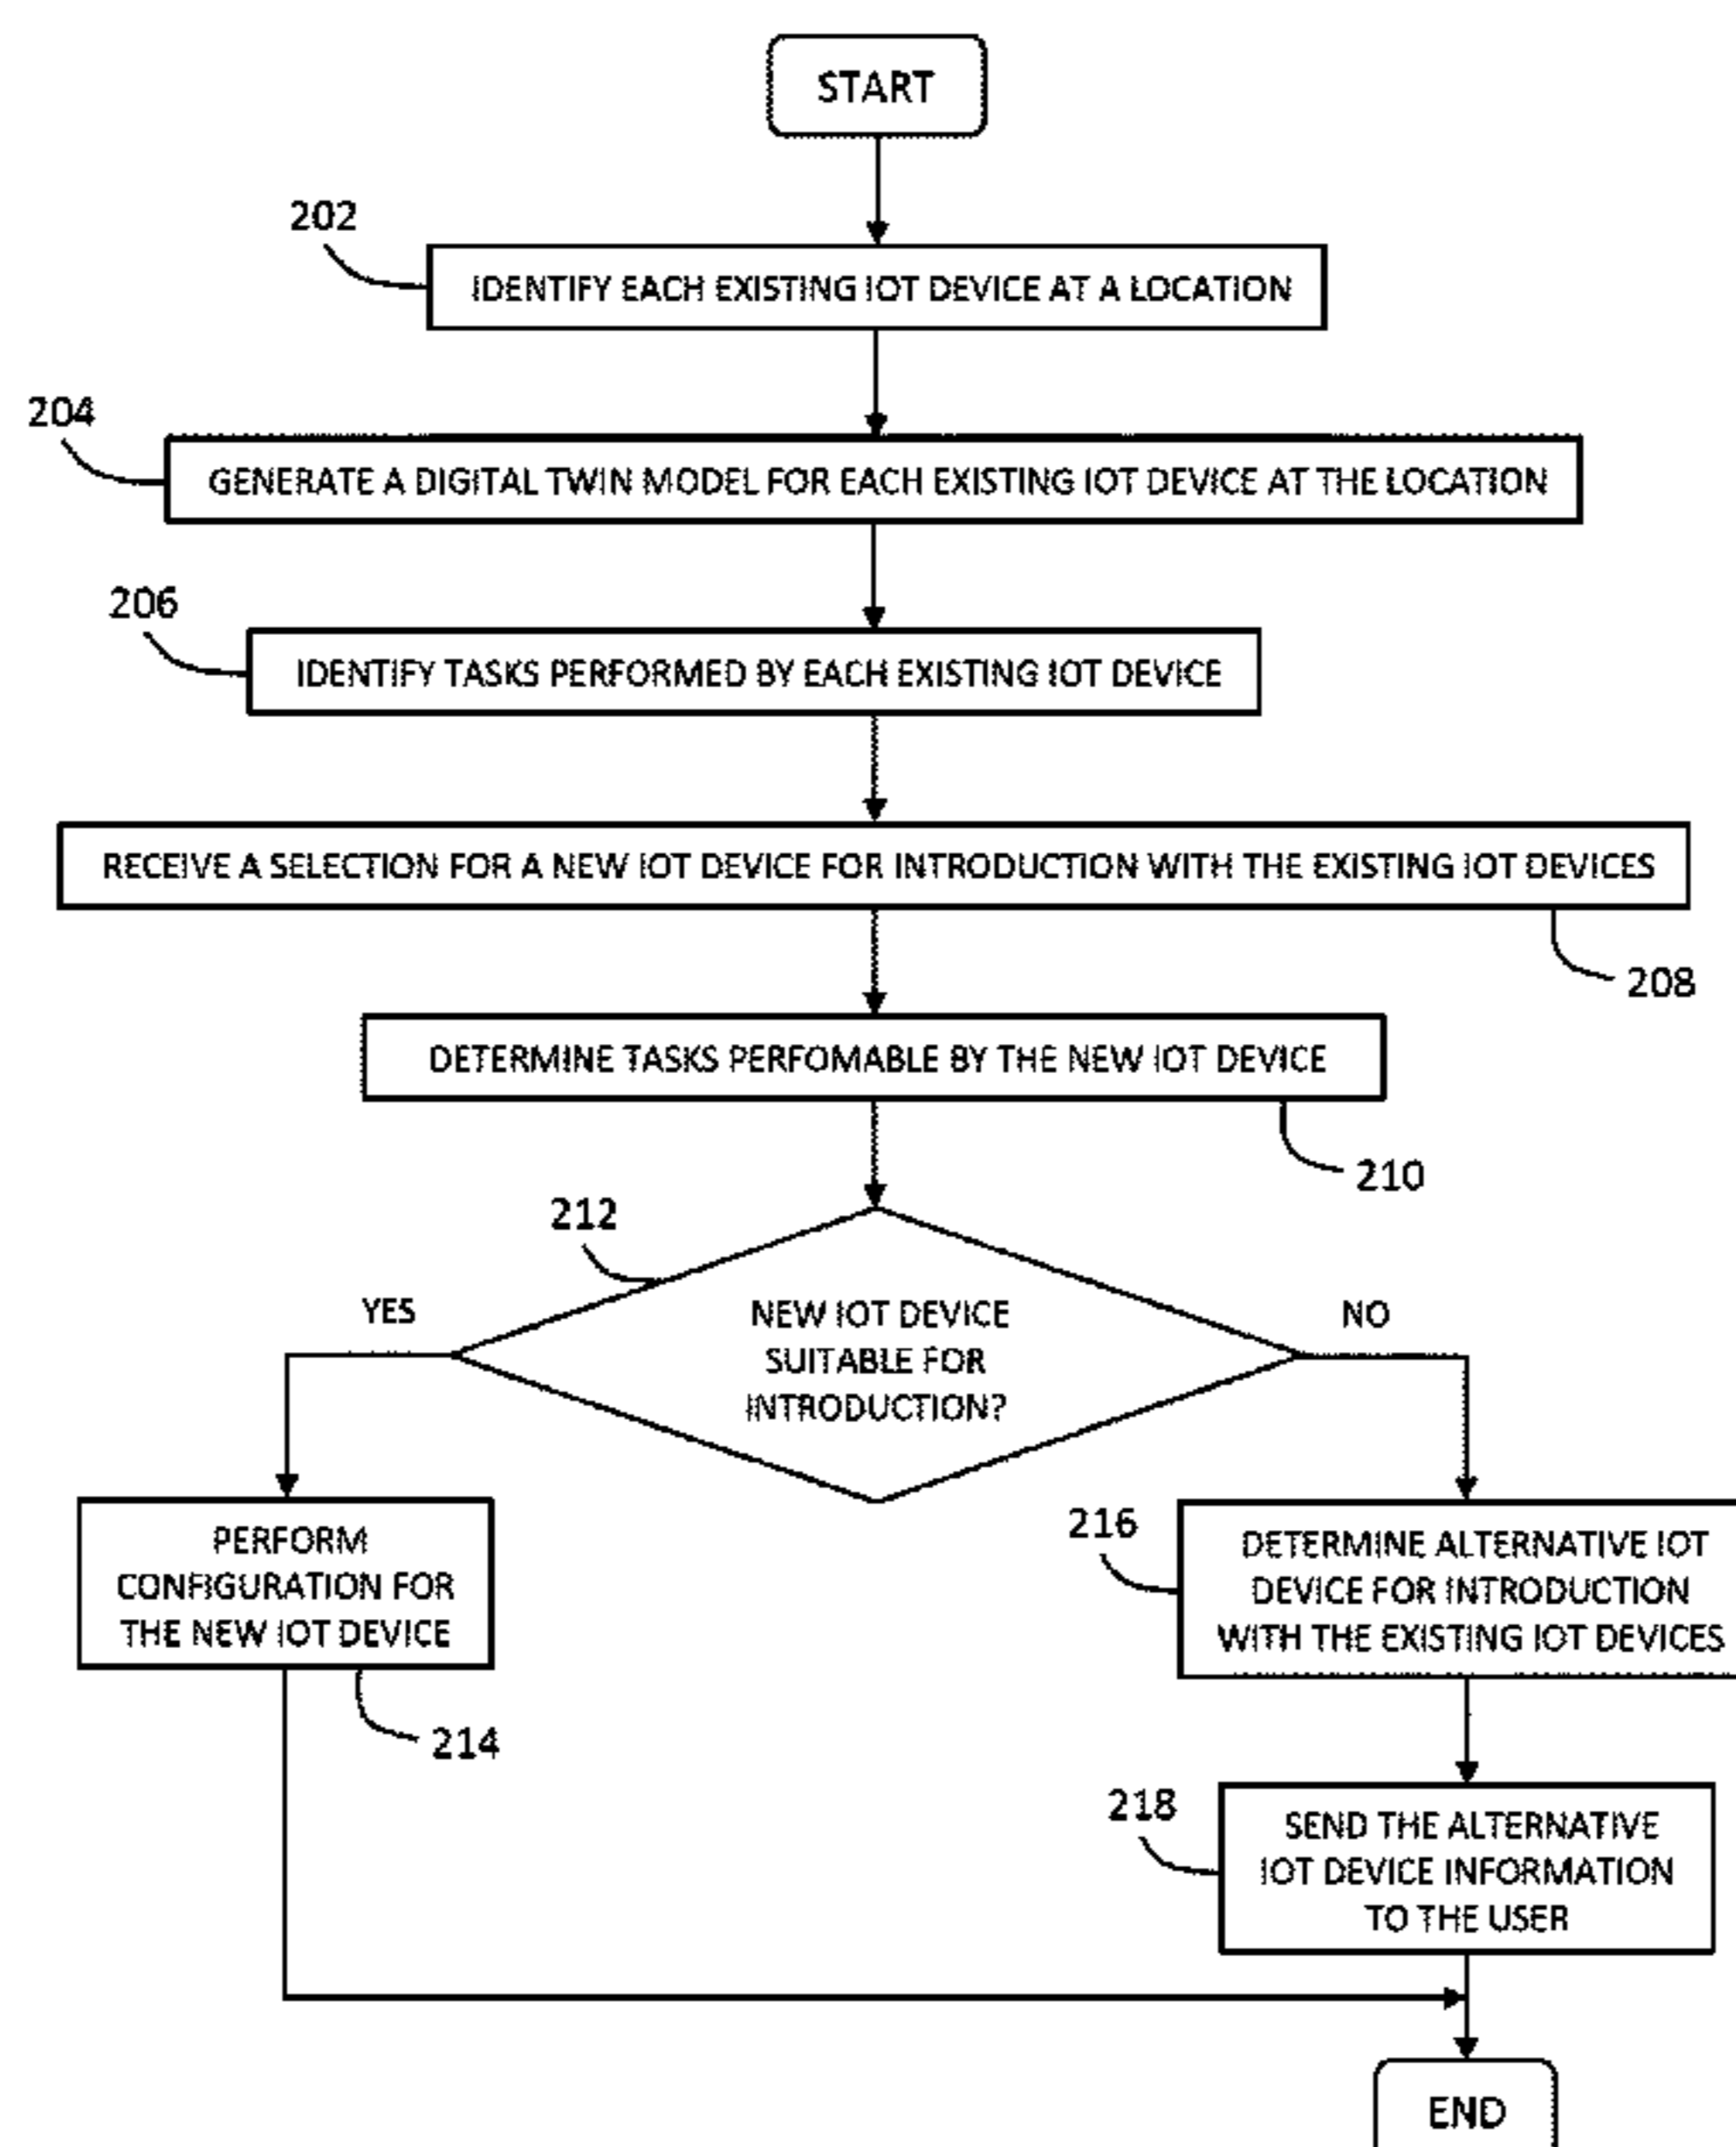 START
202
IDENTIFY EACH EXISTING IOT DEVICE AT A LOCATION
204
GENERATE A DIGITAL TWIN MODEL FOR EACH EXISTING IOT DEVICE AT THE LOCATION
206
IDENTIFY TASKS PERFORMED BY EACH EXISTING IOT DEVICE
RECEIVE A SELECTION FOR A NEW IOT DEVICE FOR INTRODUCTION WITH THE EXISTING IOT DEVICES
208
DETERMINE TASKS PERFOMABLE BY THE NEW IOT DEVICE
210
212
YES
NEW IOT DEVICE
SUITABLE FOR
INTRODUCTION?
NO
PERFORM
CONFIGURATION FOR
THE NEW IOT DEVICE
214
216
DETERMINE ALTERNATIVE IOT
DEVICE FOR INTRODUCTION
WITH THE EXISTING IOT DEVICES
218
SEND THE ALTERNATIVE
IOT DEVICE INFORMATION
TO THE USER
END